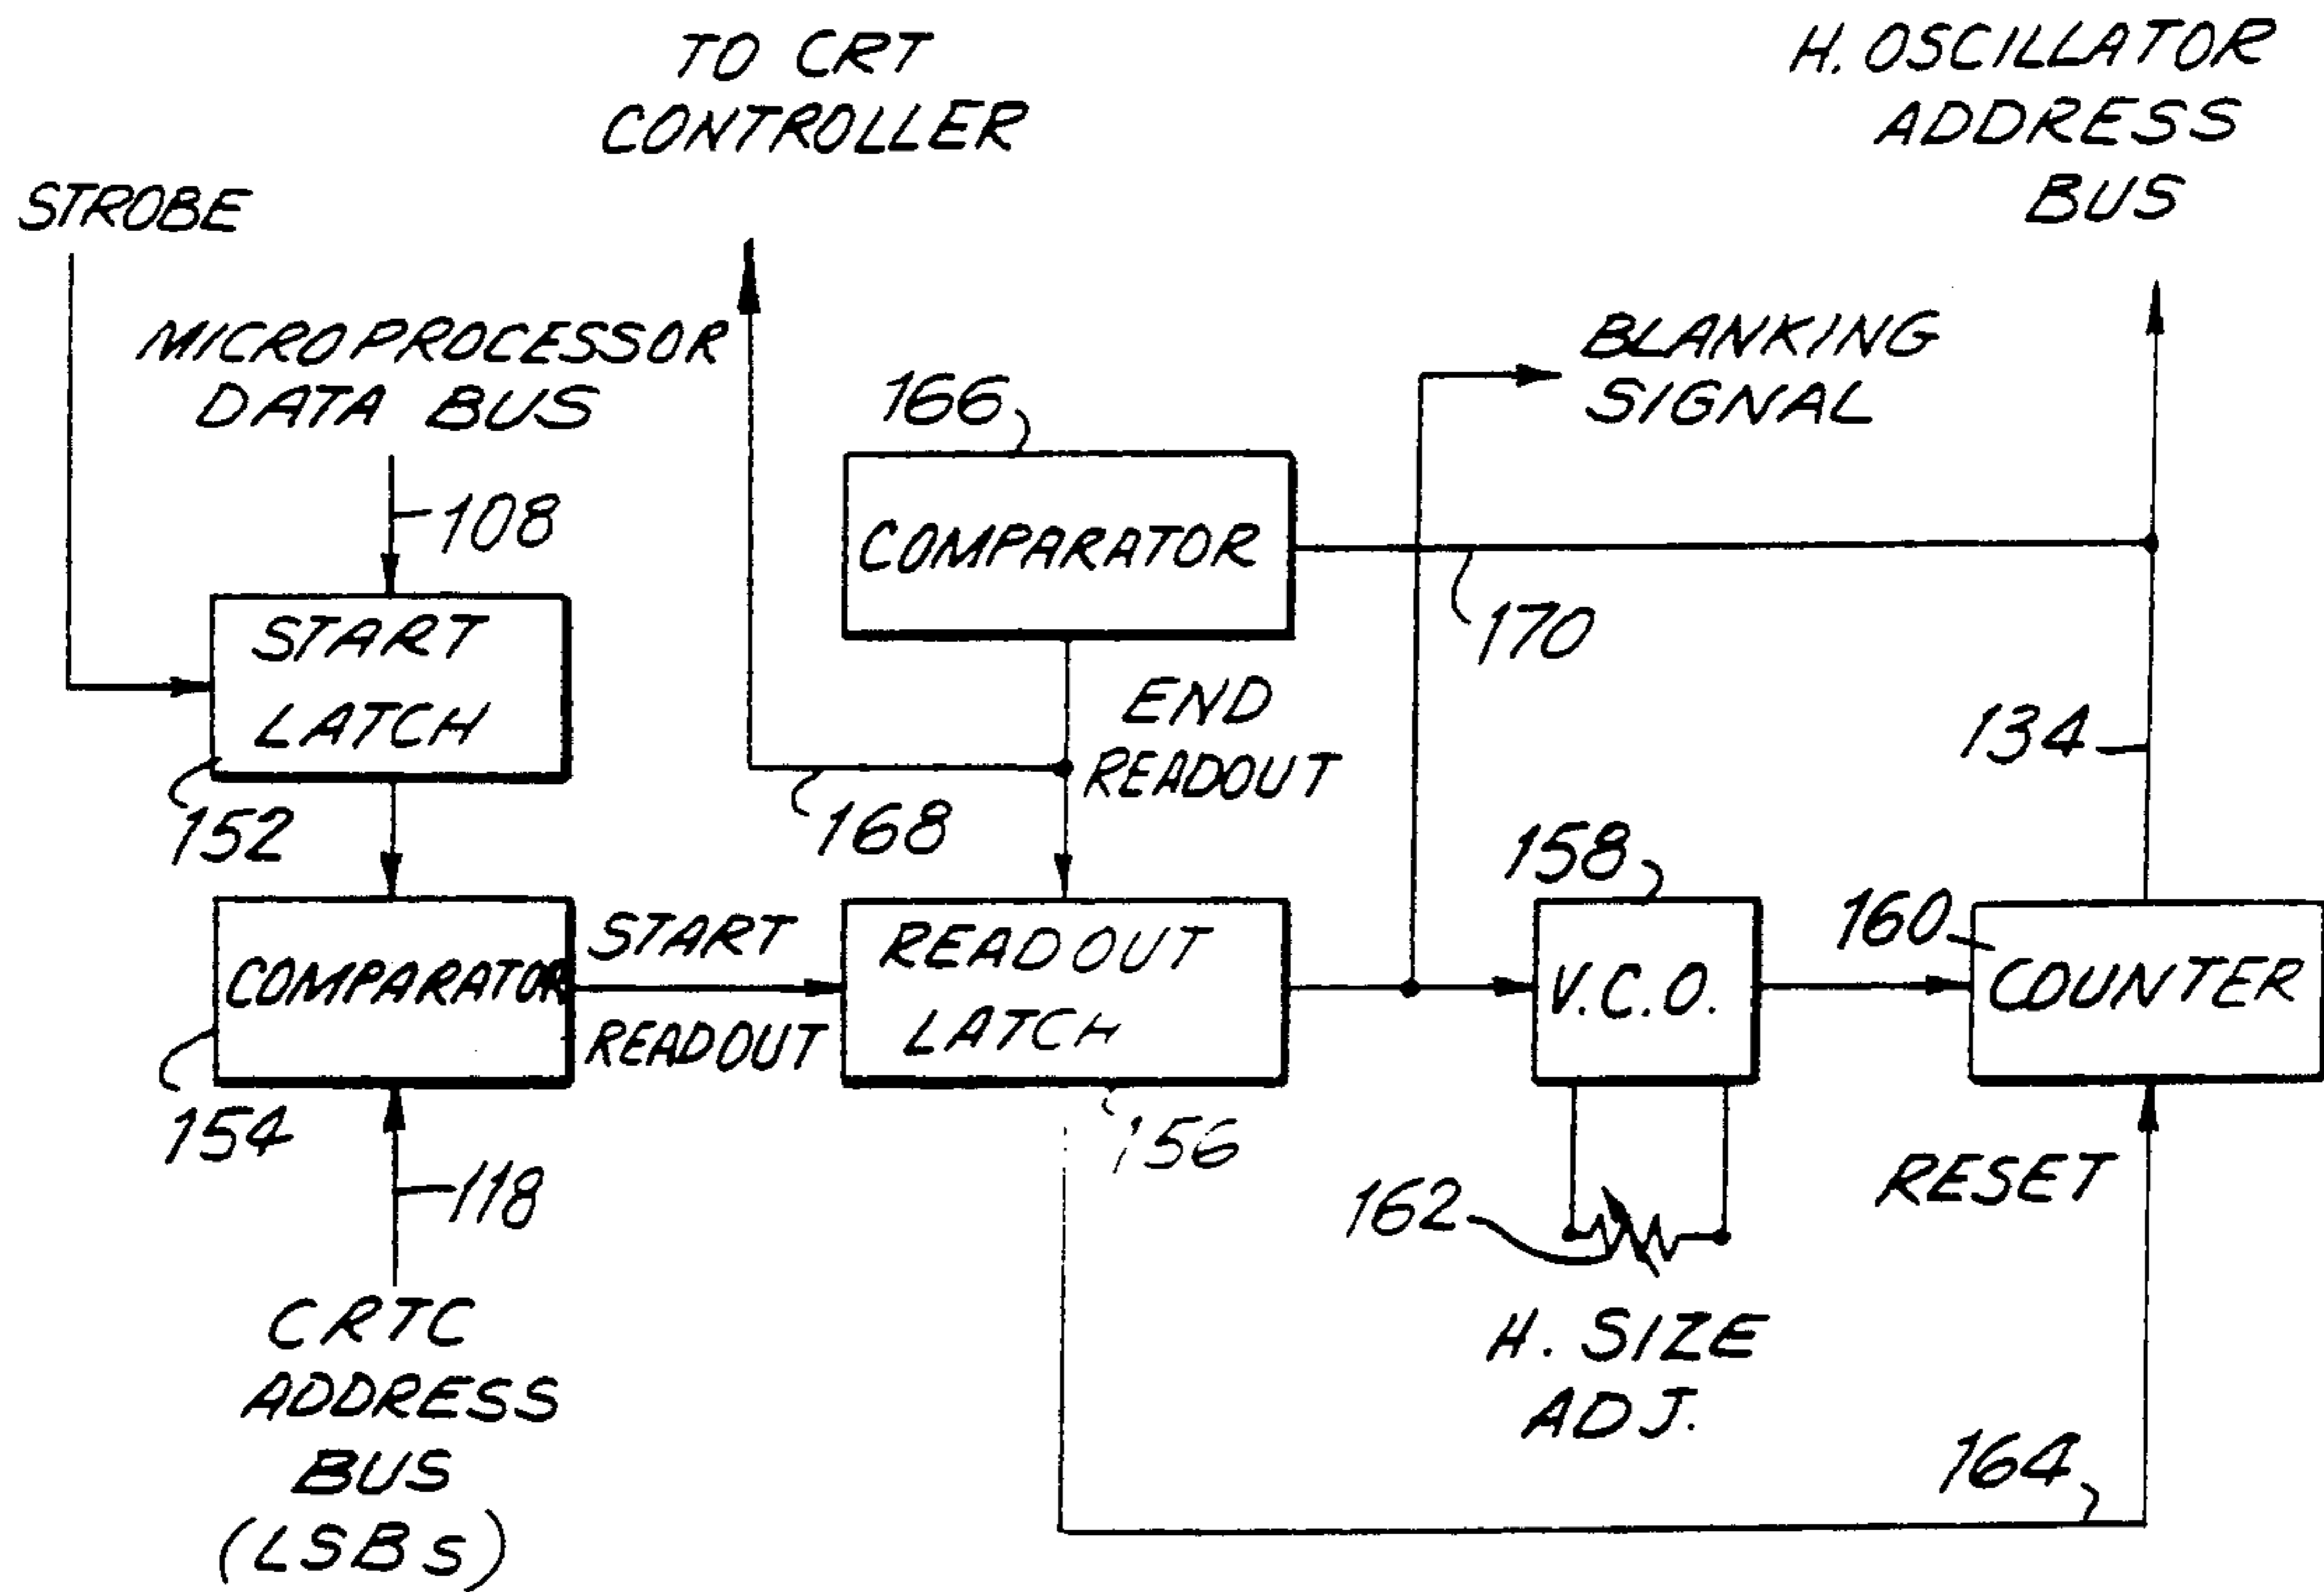 TO CRT
CONTROLLER
H. OSCILLATOR
ADDRESS
BUS
STROBE
MICROPROCESSOR
DATA BUS
BLANKING
SIGNAL
166
108
COMPARATOR
170
START
LATCH
152
END
READOUT
168
134
158
160
START
READOUT
COMPARATOR
READOUT
LATCH
V.C.O.
COUNTER
154
156
118
162
RESET
CRTC
ADDRESS
BUS
(LSBs)
H. SIZE
ADJ.
164